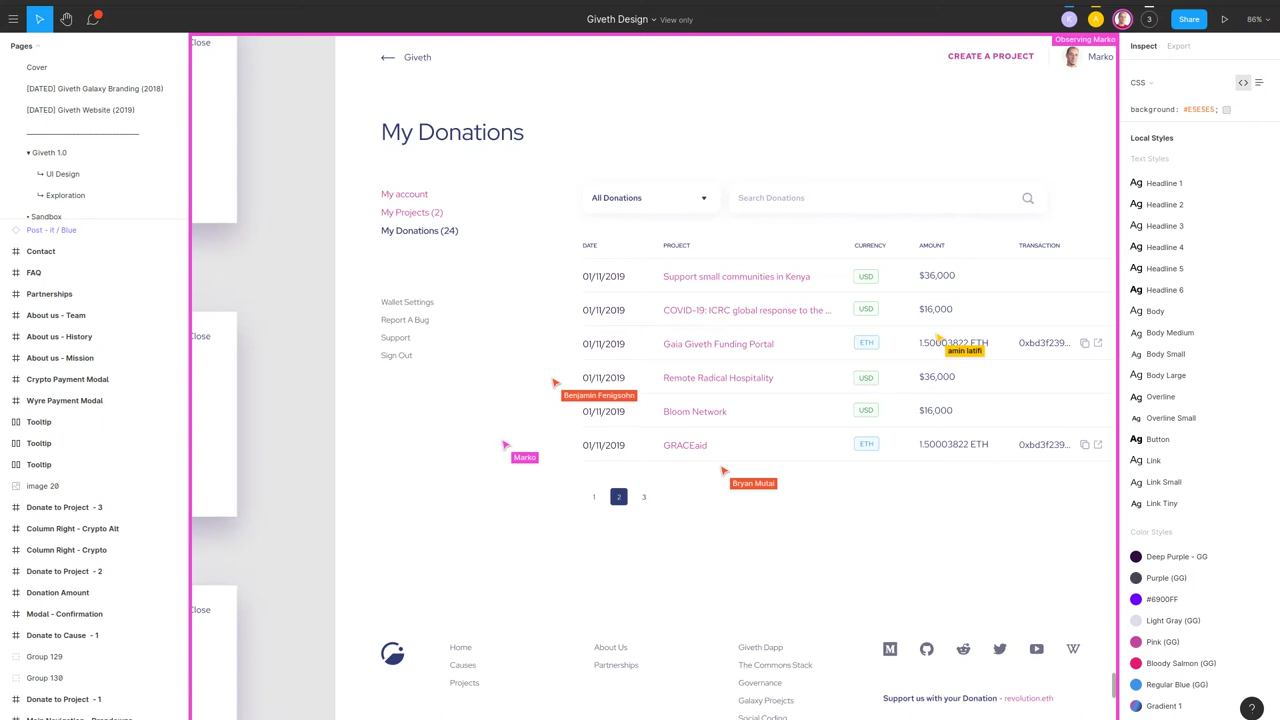 Giveth Design View only
K A 3 Share 86%
Pages
Cover
[DATED] Giveth Galaxy Branding (2018)
[DATED] Giveth Website (2019)
Giveth 1.0
UI Design
Exploration
Sandbox
Post - it / Blue
Contact
FAQ
Partnerships
About us - Team
About us - History
About us - Mission
Crypto Payment Modal
Wyre Payment Modal
Tooltip
Tooltip
Tooltip
image 20
Donate to Project - 3
Column Right - Crypto Alt
Column Right - Crypto
Donate to Project - 2
Donation Amount
Modal - Confirmation
Donate to Cause - 1
Group 129
Group 130
Donate to Project - 1
Close
Close
Close
Observing Marko
Giveth
CREATE A PROJECT
Marko
My Donations
My account
My Projects (2)
My Donations (24)
Wallet Settings
Report A Bug
Support
Sign Out
All Donations
Search Donations
DATE PROJECT CURRENCY AMOUNT TRANSACTION
01/11/2019 Support small communities in Kenya USD $36,000
01/11/2019 COVID-19: ICRC global response to the ... USD $16,000
01/11/2019 Gaia Giveth Funding Portal ETH 1.50003822 ETH 0xbd3f239...
amin latifi
01/11/2019 Remote Radical Hospitality USD $36,000
Benjamin Fenigsohn
01/11/2019 Bloom Network USD $16,000
01/11/2019 GRACEaid ETH 1.50003822 ETH 0xbd3f239...
Marko
Bryan Mutai
1 2 3
Home
Causes
Projects
About Us
Partnerships
Giveth Dapp
The Commons Stack
Governance
Galaxy Proejcts
Social Coding
Support us with your Donation - revolution.eth
Inspect Export
CSS
background: #E5E5E5;
Local Styles
Text Styles
Ag Headline 1
Ag Headline 2
Ag Headline 3
Ag Headline 4
Ag Headline 5
Ag Headline 6
Ag Body
Ag Body Medium
Ag Body Small
Ag Body Large
Ag Overline
Ag Overline Small
Ag Button
Ag Link
Ag Link Small
Ag Link Tiny
Color Styles
Deep Purple - GG
Purple (GG)
#6900FF
Light Gray (GG)
Pink (GG)
Bloody Salmon (GG)
Regular Blue (GG)
Gradient 1
?